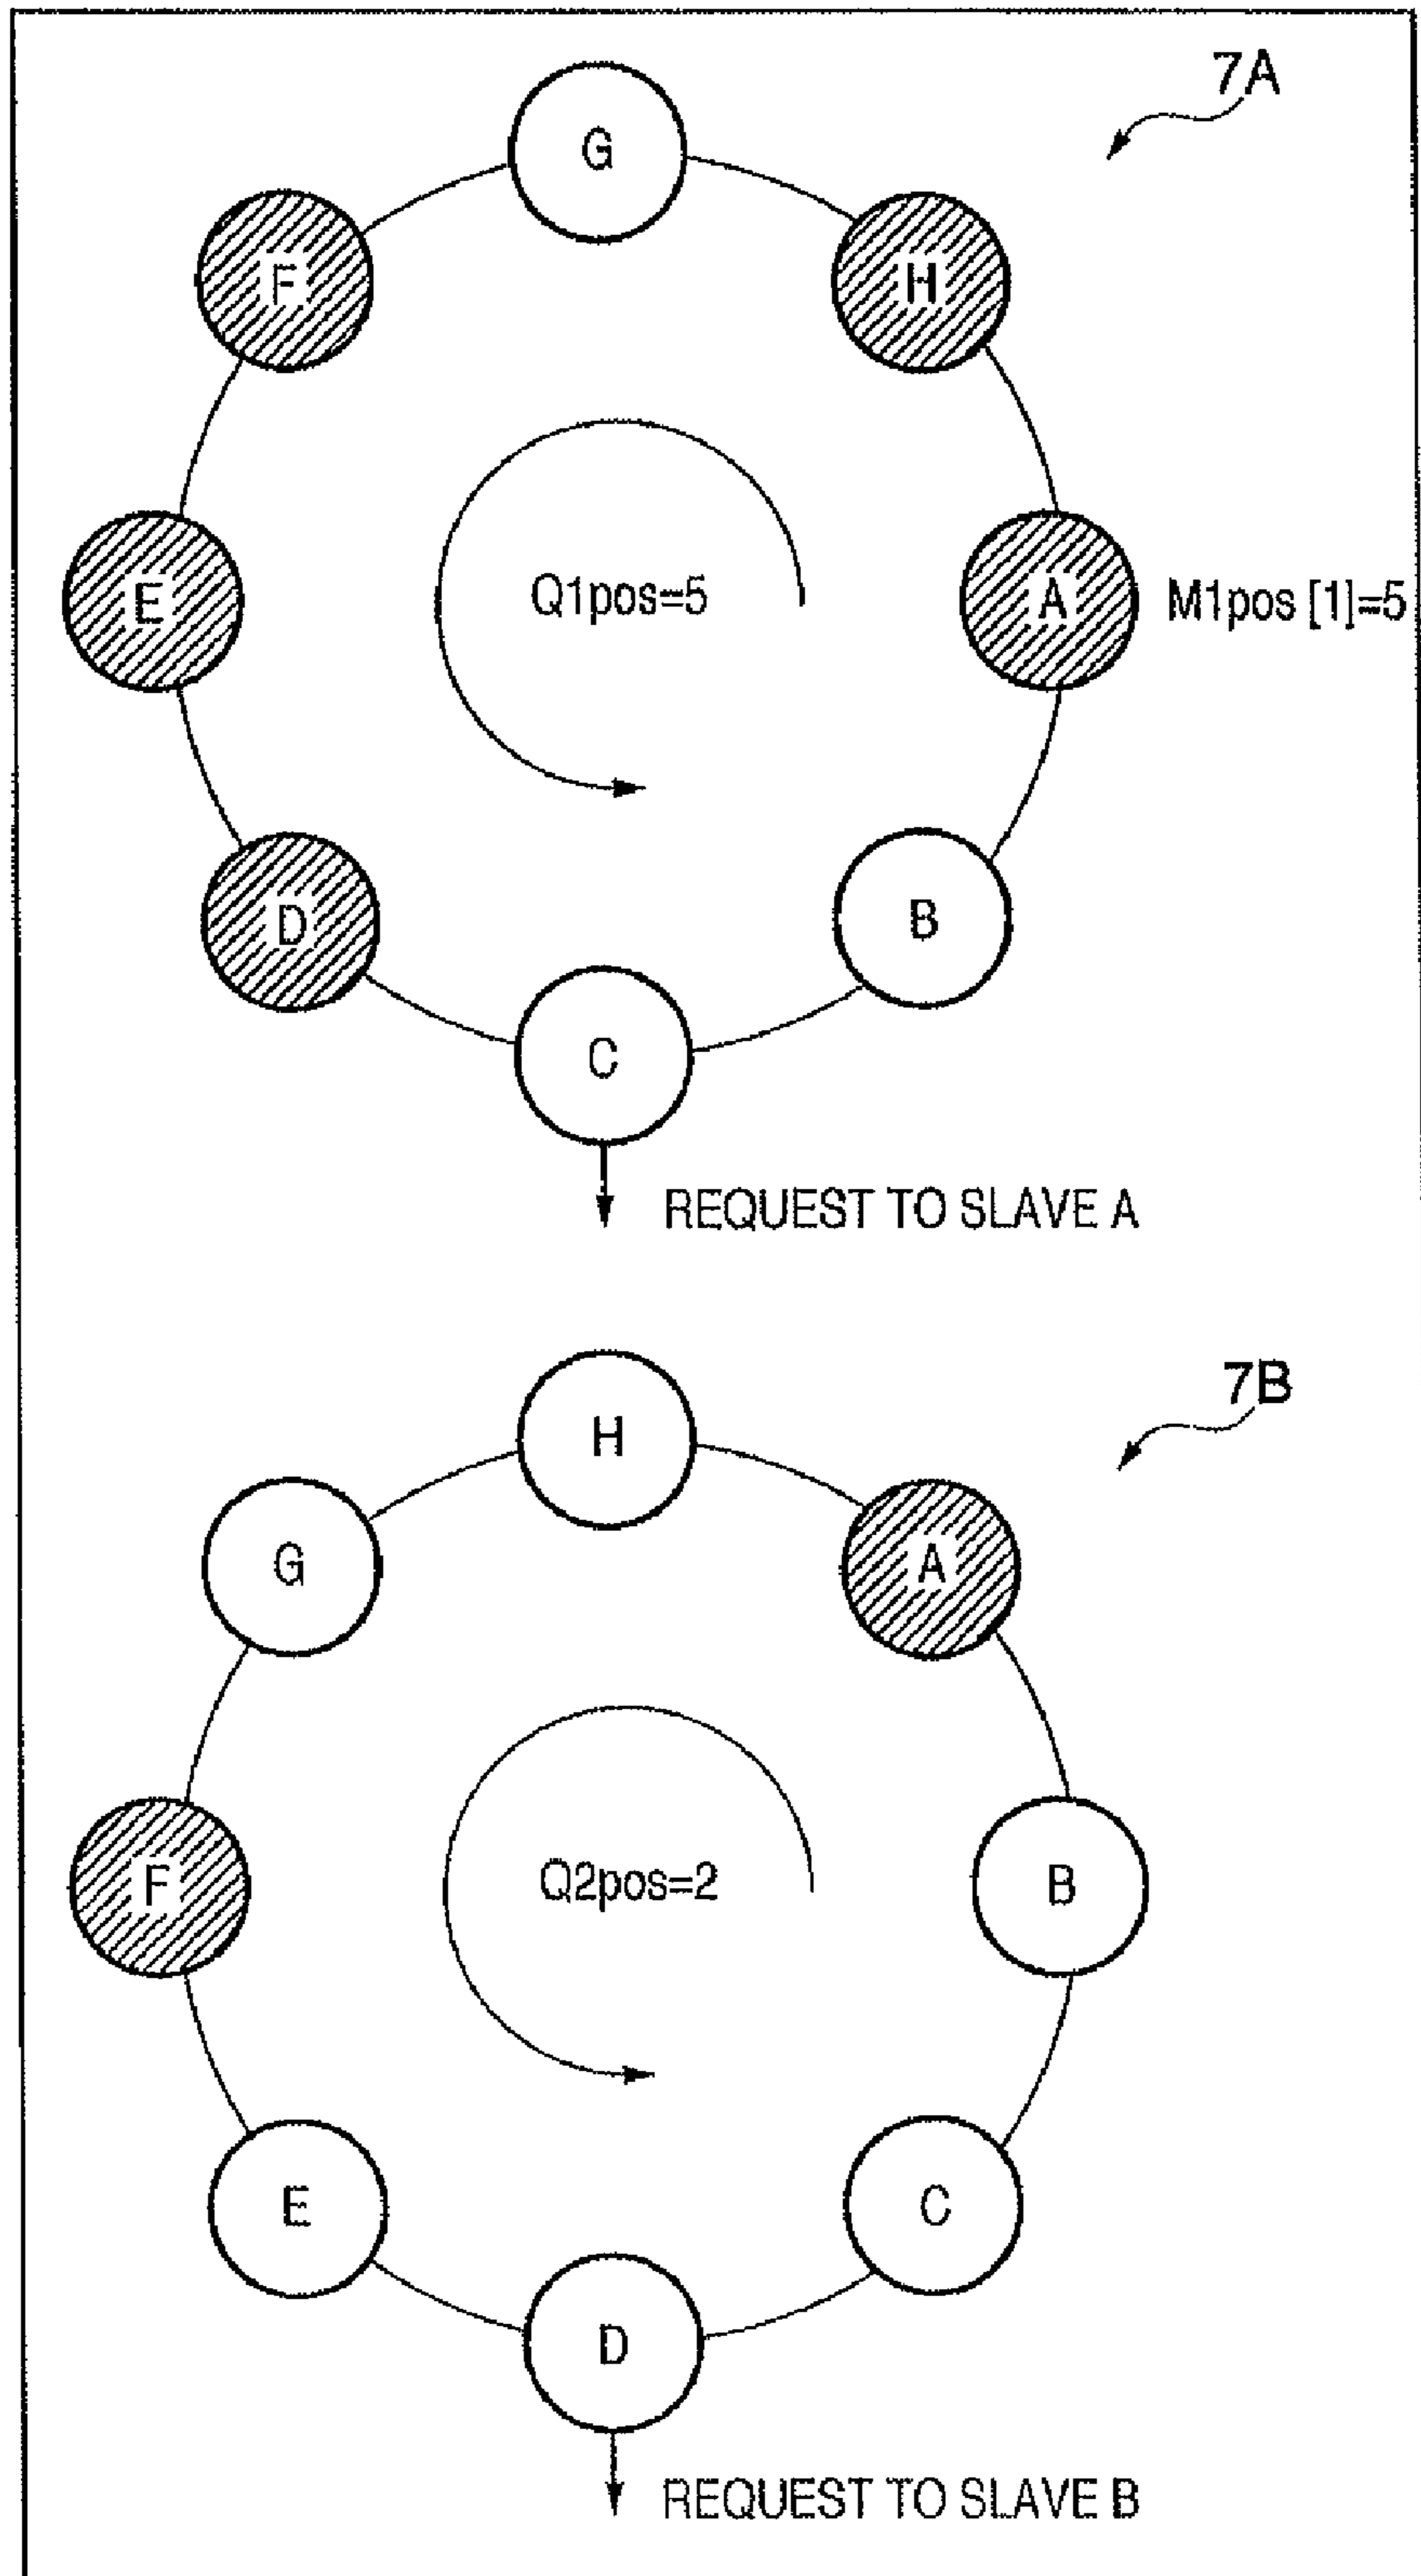 7A
G
F
H
E
Q1pos=5
A
M1pos [1]=5
D
B
C
REQUEST TO SLAVE A
7B
H
G
A
F
Q2pos=2
B
E
C
D
REQUEST TO SLAVE B